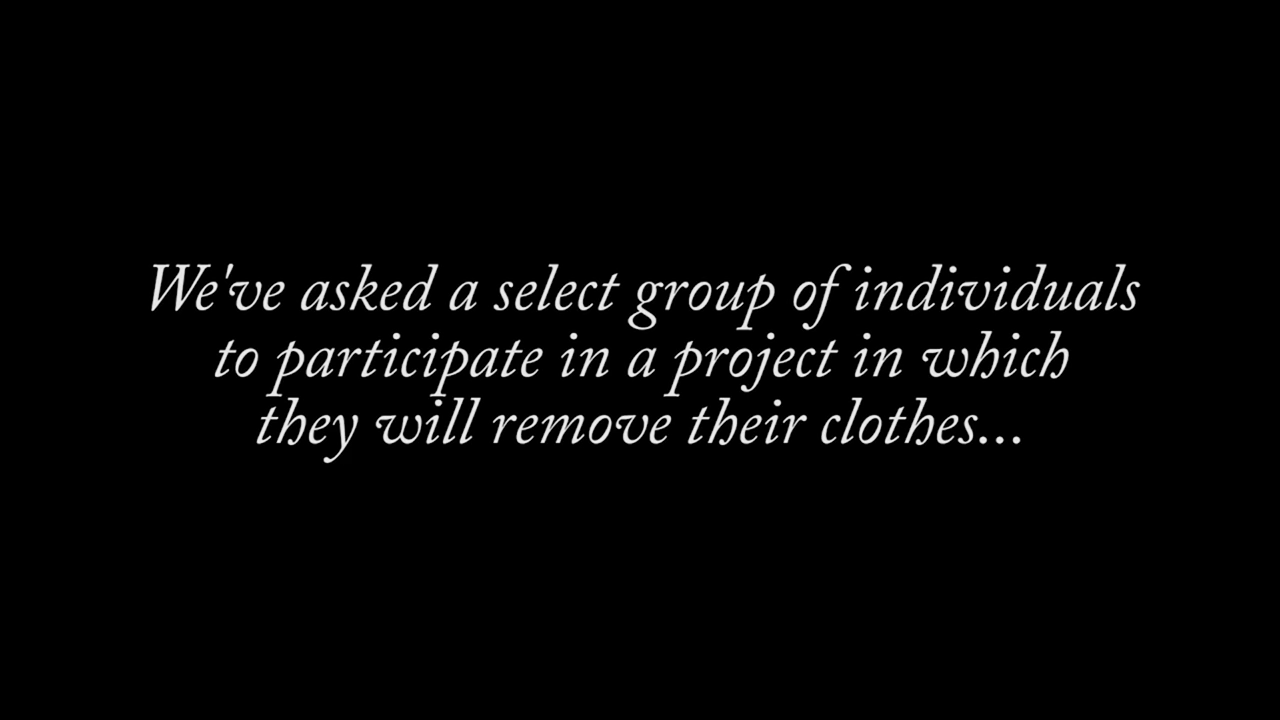 We've asked a select group of individuals
to participate in a project in which
they will remove their clothes...